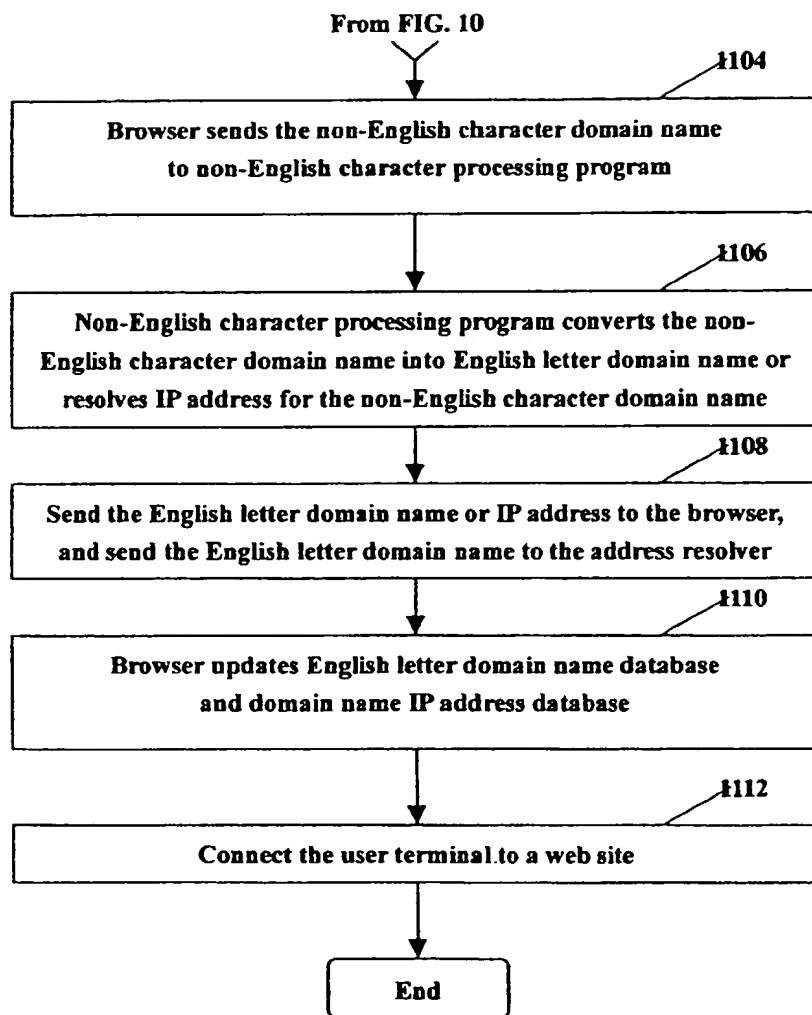 From FIG. 10
1104
Browser sends the non-English character domain name
to non-English character processing program
1106
Non-English character processing program converts the non-
English character domain name into English letter domain name or
resolves IP address for the non-English character domain name
1108
Send the English letter domain name or IP address to the browser,
and send the English letter domain name to the address resolver
1110
Browser updates English letter domain name database
and domain name IP address database
1112
Connect the user terminal to a web site
End